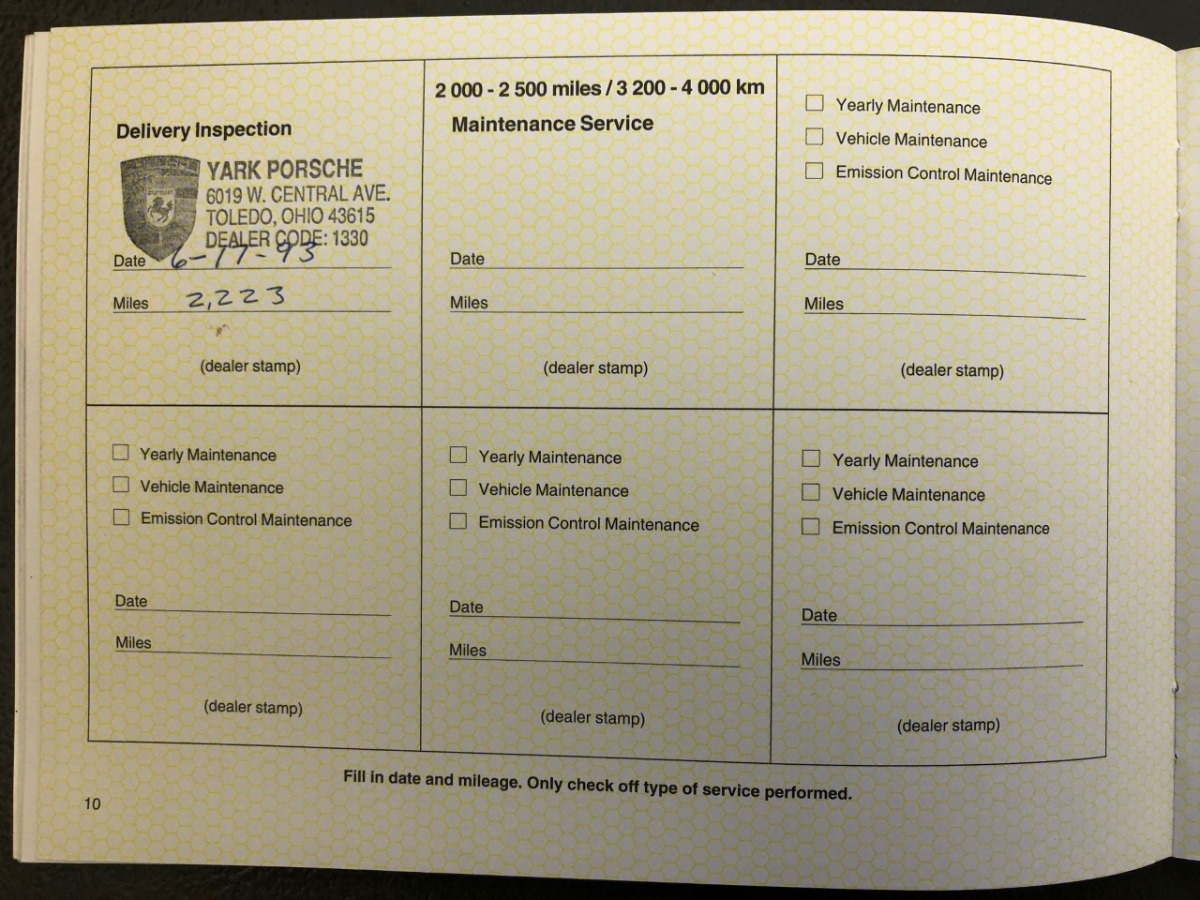 Delivery Inspection
YARK PORSCHE
6019 W. CENTRAL AVE.
TOLEDO, OHIO 43615
DEALER CODE: 1330
Date 6-17-93
Miles 2,223
(dealer stamp)
2 000 - 2 500 miles / 3 200 - 4 000 km
Maintenance Service
Date
Miles
(dealer stamp)
Yearly Maintenance
Vehicle Maintenance
Emission Control Maintenance
Date
Miles
(dealer stamp)
Yearly Maintenance
Vehicle Maintenance
Emission Control Maintenance
Date
Miles
(dealer stamp)
Yearly Maintenance
Vehicle Maintenance
Emission Control Maintenance
Date
Miles
(dealer stamp)
Yearly Maintenance
Vehicle Maintenance
Emission Control Maintenance
Date
Miles
(dealer stamp)
Fill in date and mileage. Only check off type of service performed.
10